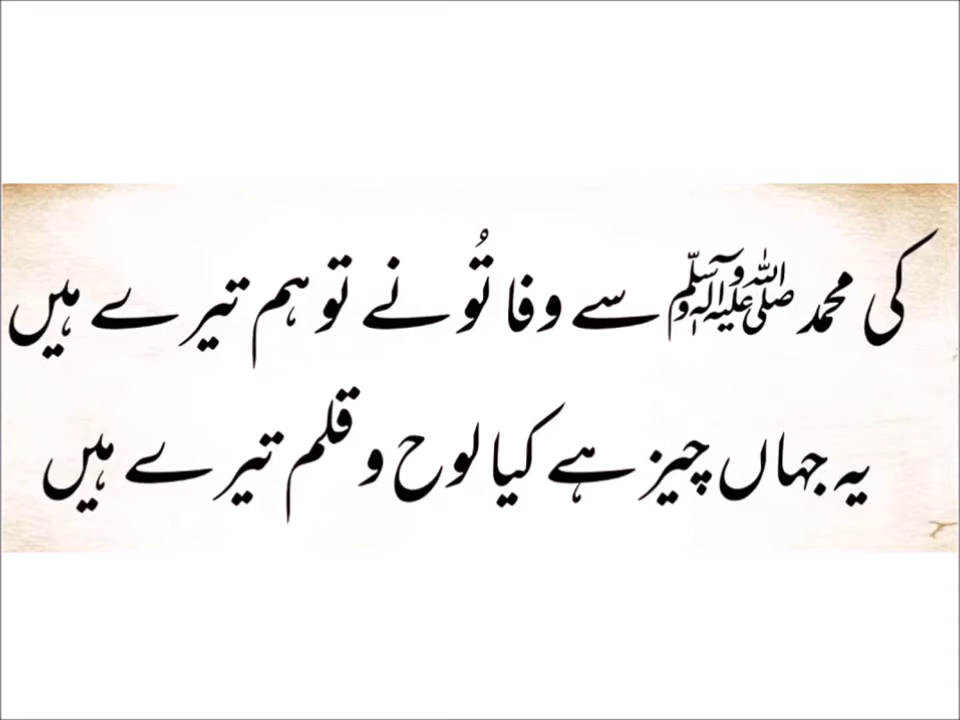 کی محمد صلی اللہ علیہ وآلہ وسلم سے وفا تُو نے تو ہم تیرے ہیں
یہ جہاں چیز ہے کیا لوح و قلم تیرے ہیں